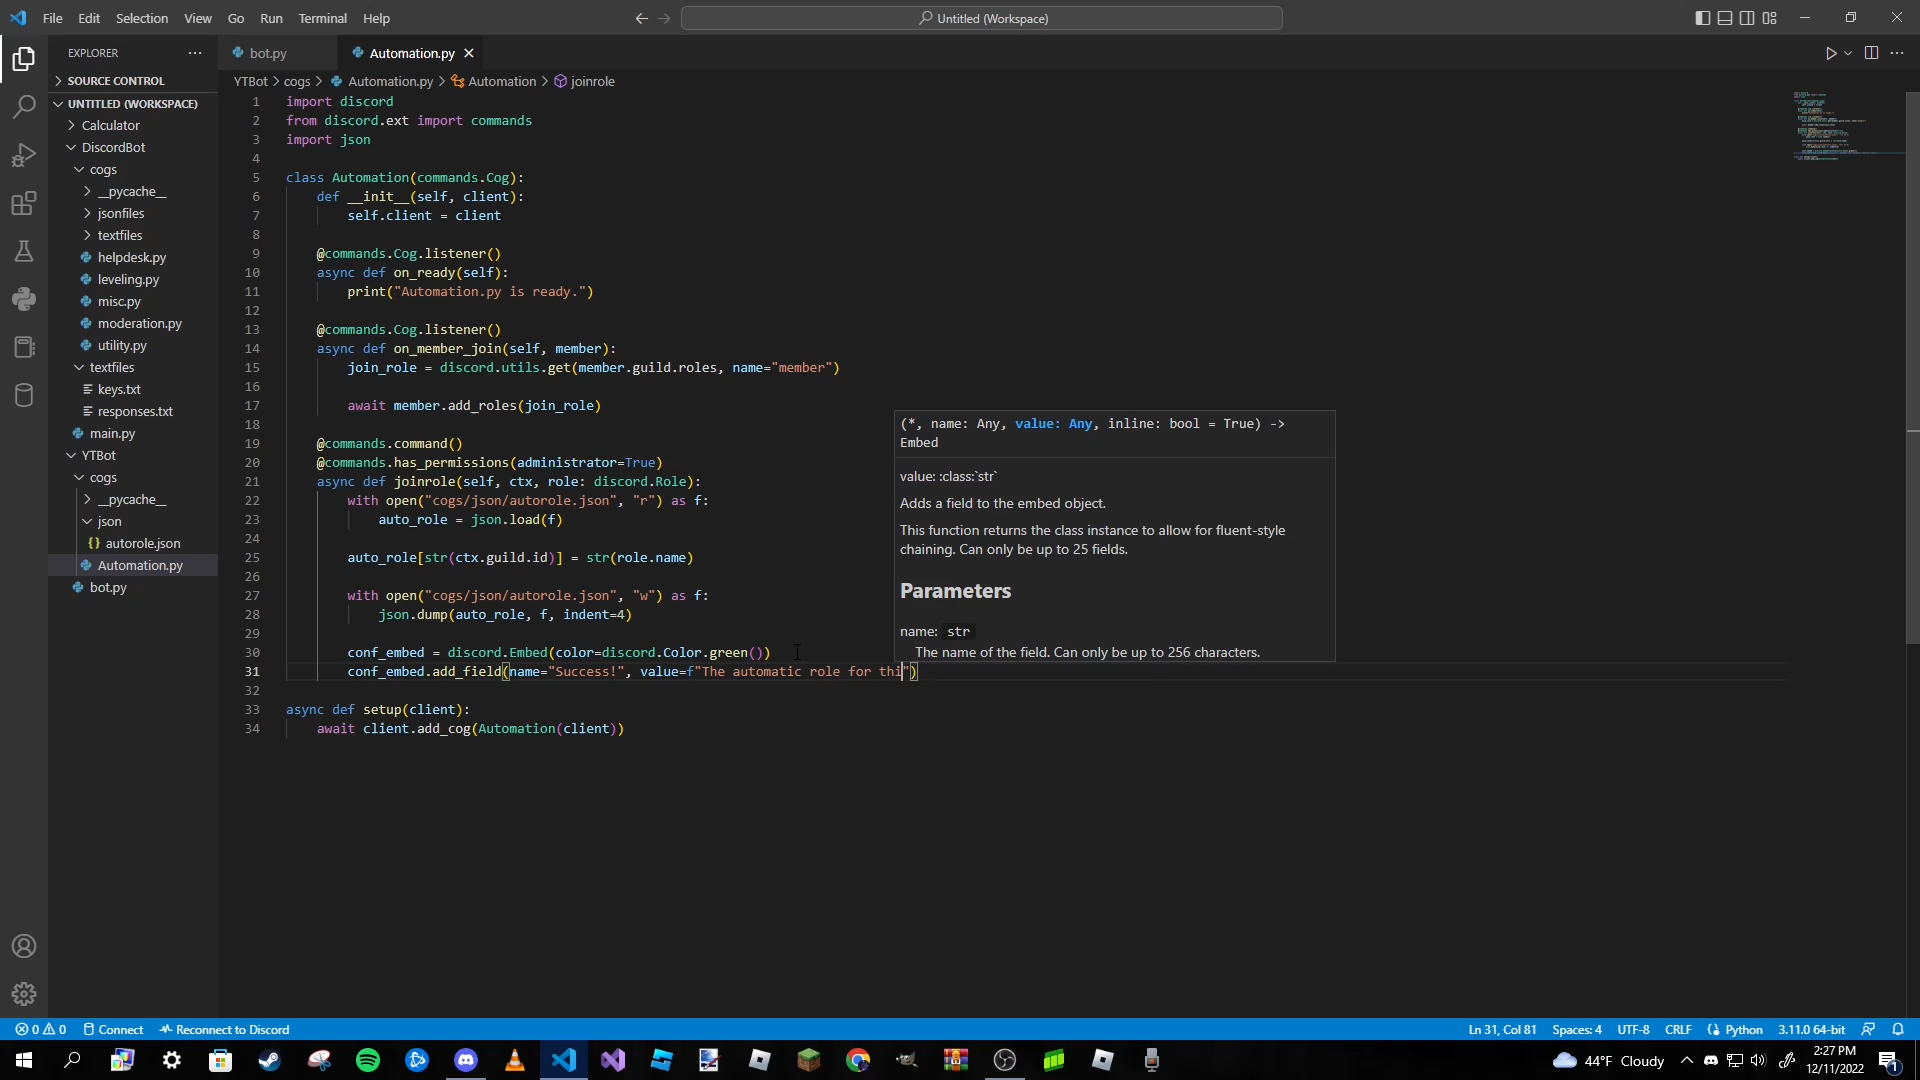 File Edit Selection View Go Run Terminal Help
Untitled (Workspace)
EXPLORER
SOURCE CONTROL
UNTITLED (WORKSPACE)
Calculator
DiscordBot
cogs
__pycache__
jsonfiles
textfiles
helpdesk.py
leveling.py
misc.py
moderation.py
utility.py
textfiles
keys.txt
responses.txt
main.py
YTBot
cogs
__pycache__
json
autorole.json
Automation.py
bot.py
bot.py Automation.py
YTBot > cogs > Automation.py > Automation > joinrole
1 import discord
2 from discord.ext import commands
3 import json
4
5 class Automation(commands.Cog):
6 def __init__(self, client):
7 self.client = client
8
9 @commands.Cog.listener()
10 async def on_ready(self):
11 print("Automation.py is ready.")
12
13 @commands.Cog.listener()
14 async def on_member_join(self, member):
15 join_role = discord.utils.get(member.guild.roles, name="member")
16
17 await member.add_roles(join_role)
18
19 @commands.command()
20 @commands.has_permissions(administrator=True)
21 async def joinrole(self, ctx, role: discord.Role):
22 with open("cogs/json/autorole.json", "r") as f:
23 auto_role = json.load(f)
24
25 auto_role[str(ctx.guild.id)] = str(role.name)
26
27 with open("cogs/json/autorole.json", "w") as f:
28 json.dump(auto_role, f, indent=4)
29
30 conf_embed = discord.Embed(color=discord.Color.green())
31 conf_embed.add_field(name="Success!", value=f"The automatic role for thi")
32
33 async def setup(client):
34 await client.add_cog(Automation(client))
(*, name: Any, value: Any, inline: bool = True) ->
Embed
value: :class:`str`
Adds a field to the embed object.
This function returns the class instance to allow for fluent-style
chaining. Can only be up to 25 fields.
Parameters
name: str
The name of the field. Can only be up to 256 characters.
0 0 Connect Reconnect to Discord
Ln 31, Col 81 Spaces: 4 UTF-8 CRLF Python 3.11.0 64-bit
44°F Cloudy
2:27 PM
12/11/2022
1